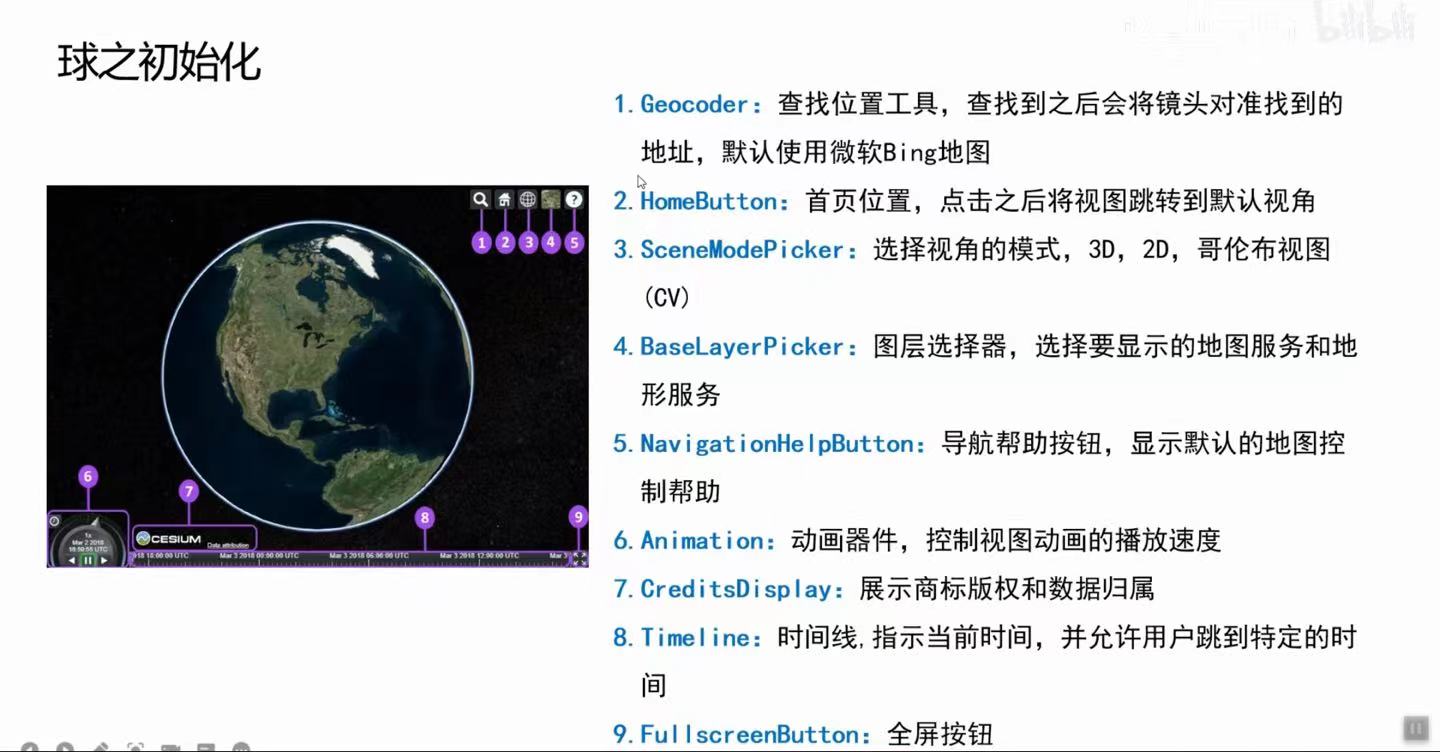 球之初始化
bilibili
1.Geocoder：查找位置工具，查找到之后会将镜头对准找到的
地址，默认使用微软Bing地图
2.HomeButton：首页位置，点击之后将视图跳转到默认视角
3.SceneModePicker：选择视角的模式，3D，2D，哥伦布视图
(CV)
4.BaseLayerPicker：图层选择器，选择要显示的地图服务和地
形服务
5.NavigationHelpButton：导航帮助按钮，显示默认的地图控
制帮助
6.Animation：动画器件，控制视图动画的播放速度
7.CreditsDisplay：展示商标版权和数据归属
8.Timeline：时间线,指示当前时间，并允许用户跳到特定的时
间
9.FullscreenButton：全屏按钮
?
1 2 3 4 5
6
7
8
9
1x
Mar 2 2018
CESIUM
Data attribution
018 18:00:00 UTC Mar 3 2018 00:00:00 UTC Mar 3 2018 06:00:00 UTC Mar 3 2018 12:00:00 UTC Mar 3